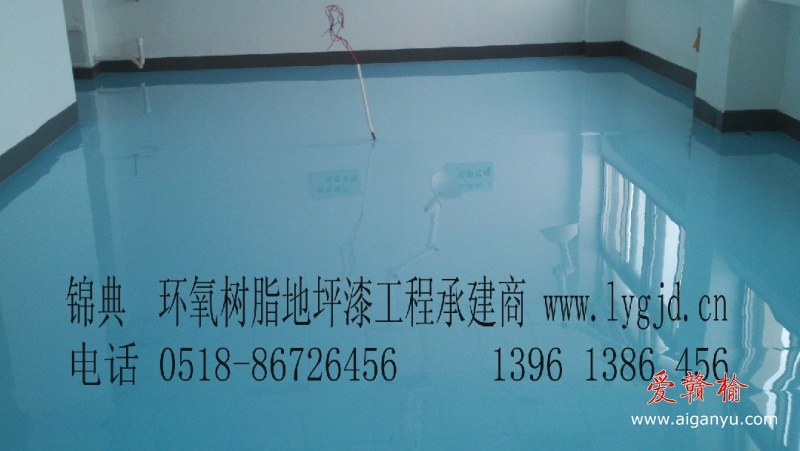 锦典 环氧树脂地坪漆工程承建商 www.lygjd.cn
电话 0518-86726456 1396 1386 456
爱赣榆
www.aiganyu.com